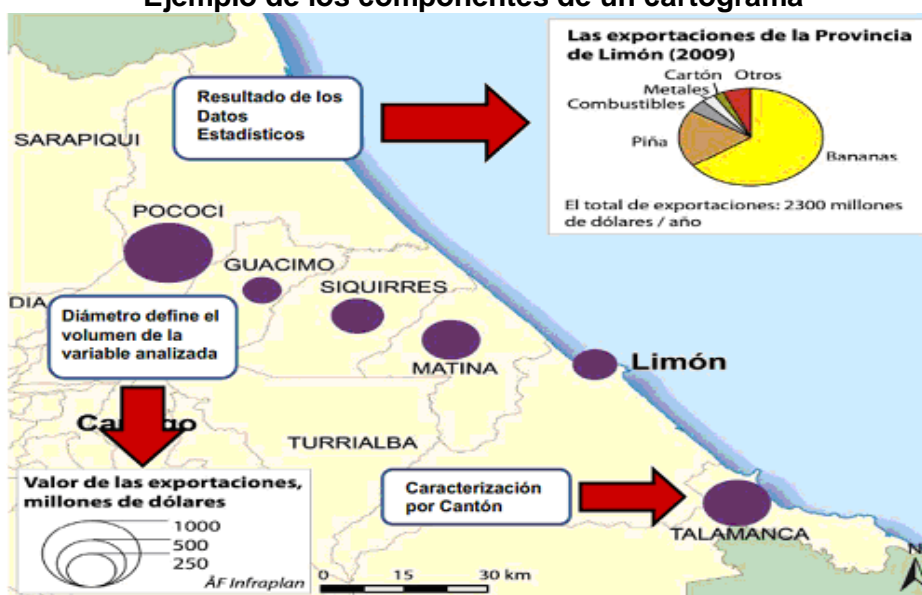 Ejemplo de los componentes de un cartograma
Resultado de los
Datos
Estadísticos
Las exportaciones de la Provincia
de Limón (2009)
Cartón Otros
Metales
Combustibles
Piña
Bananas
El total de exportaciones: 2300 millones
de dólares / año
SARAPIQUI
POCOCI
GUACIMO
SIQUIRRES
MATINA
Limón
DIA
Diámetro define el
volumen de la
variable analizada
TURRIALBA
Caracterización
por Cantón
TALAMANCA
Valor de las exportaciones,
millones de dólares
1000
500
250
ÅF Infraplan
0 15 30 km
N